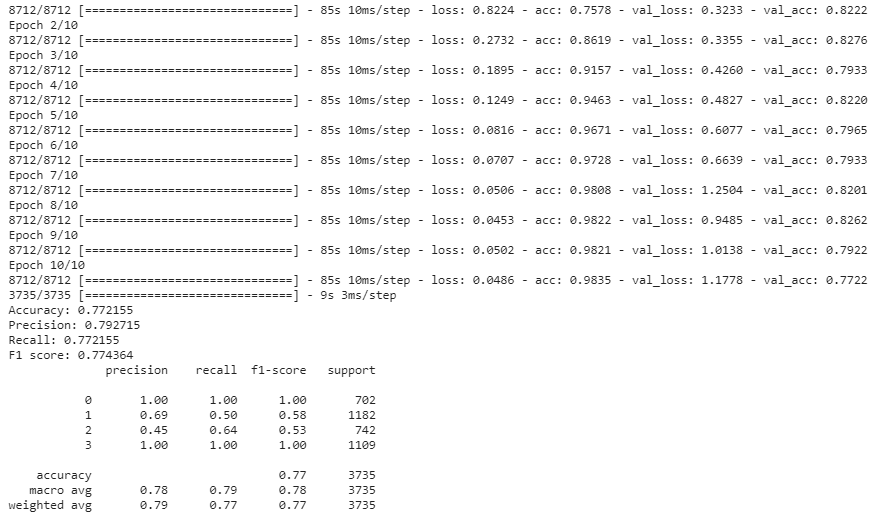 8712/8712 [==============================] - 85s 10ms/step - loss: 0.8224 - acc: 0.7578 - val_loss: 0.3233 - val_acc: 0.8222
Epoch 2/10
8712/8712 [==============================] - 85s 10ms/step - loss: 0.2732 - acc: 0.8619 - val_loss: 0.3355 - val_acc: 0.8276
Epoch 3/10
8712/8712 [==============================] - 85s 10ms/step - loss: 0.1895 - acc: 0.9157 - val_loss: 0.4260 - val_acc: 0.7933
Epoch 4/10
8712/8712 [==============================] - 85s 10ms/step - loss: 0.1249 - acc: 0.9463 - val_loss: 0.4827 - val_acc: 0.8220
Epoch 5/10
8712/8712 [==============================] - 85s 10ms/step - loss: 0.0816 - acc: 0.9671 - val_loss: 0.6077 - val_acc: 0.7965
Epoch 6/10
8712/8712 [==============================] - 85s 10ms/step - loss: 0.0707 - acc: 0.9728 - val_loss: 0.6639 - val_acc: 0.7933
Epoch 7/10
8712/8712 [==============================] - 85s 10ms/step - loss: 0.0506 - acc: 0.9808 - val_loss: 1.2504 - val_acc: 0.8201
Epoch 8/10
8712/8712 [==============================] - 85s 10ms/step - loss: 0.0453 - acc: 0.9822 - val_loss: 0.9485 - val_acc: 0.8262
Epoch 9/10
8712/8712 [==============================] - 85s 10ms/step - loss: 0.0502 - acc: 0.9821 - val_loss: 1.0138 - val_acc: 0.7922
Epoch 10/10
8712/8712 [==============================] - 85s 10ms/step - loss: 0.0486 - acc: 0.9835 - val_loss: 1.1778 - val_acc: 0.7722
3735/3735 [==============================] - 9s 3ms/step
Accuracy: 0.772155
Precision: 0.792715
Recall: 0.772155
F1 score: 0.774364
precision recall f1-score support
0 1.00 1.00 1.00 702
1 0.69 0.50 0.58 1182
2 0.45 0.64 0.53 742
3 1.00 1.00 1.00 1109
accuracy 0.77 3735
macro avg 0.78 0.79 0.78 3735
weighted avg 0.79 0.77 0.77 3735